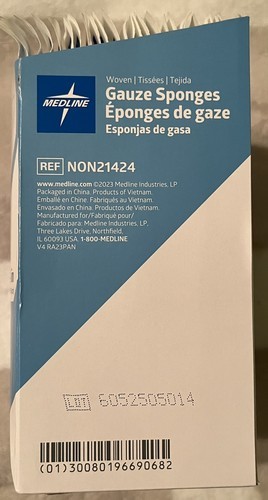 Woven | Tissées | Tejida
MEDLINE
Gauze Sponges
Éponges de gaze
Esponjas de gasa
REF NON21424
www.medline.com ©2023 Medline Industries, LP
Packaged in China. Products of Vietnam.
Emballé en Chine. Fabriqués au Vietnam.
Envasado en China. Productos de Vietnam.
Manufactured for/Fabriqué pour/
Fabricado para: Medline Industries, LP,
Three Lakes Drive, Northfield,
IL 60093 USA. 1-800-MEDLINE
V4 RA23PAN
LOT 6052505014
(01)30080196690682